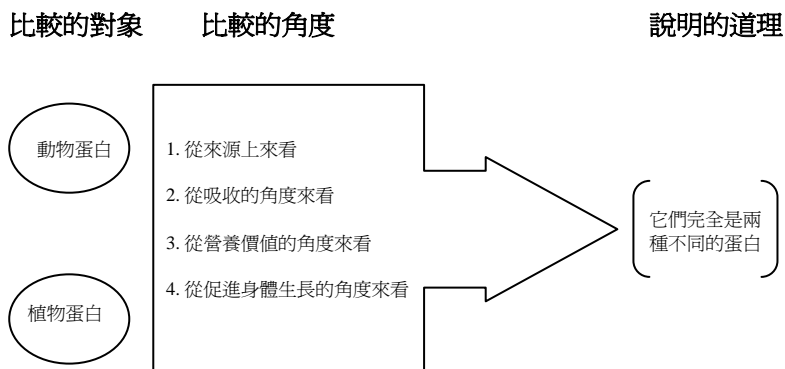 比較的對象 比較的角度 說明的道理
動物蛋白
植物蛋白
1. 從來源上來看
2. 從吸收的角度來看
3. 從營養價值的角度來看
4. 從促進身體生長的角度來看
它們完全是兩
種不同的蛋白